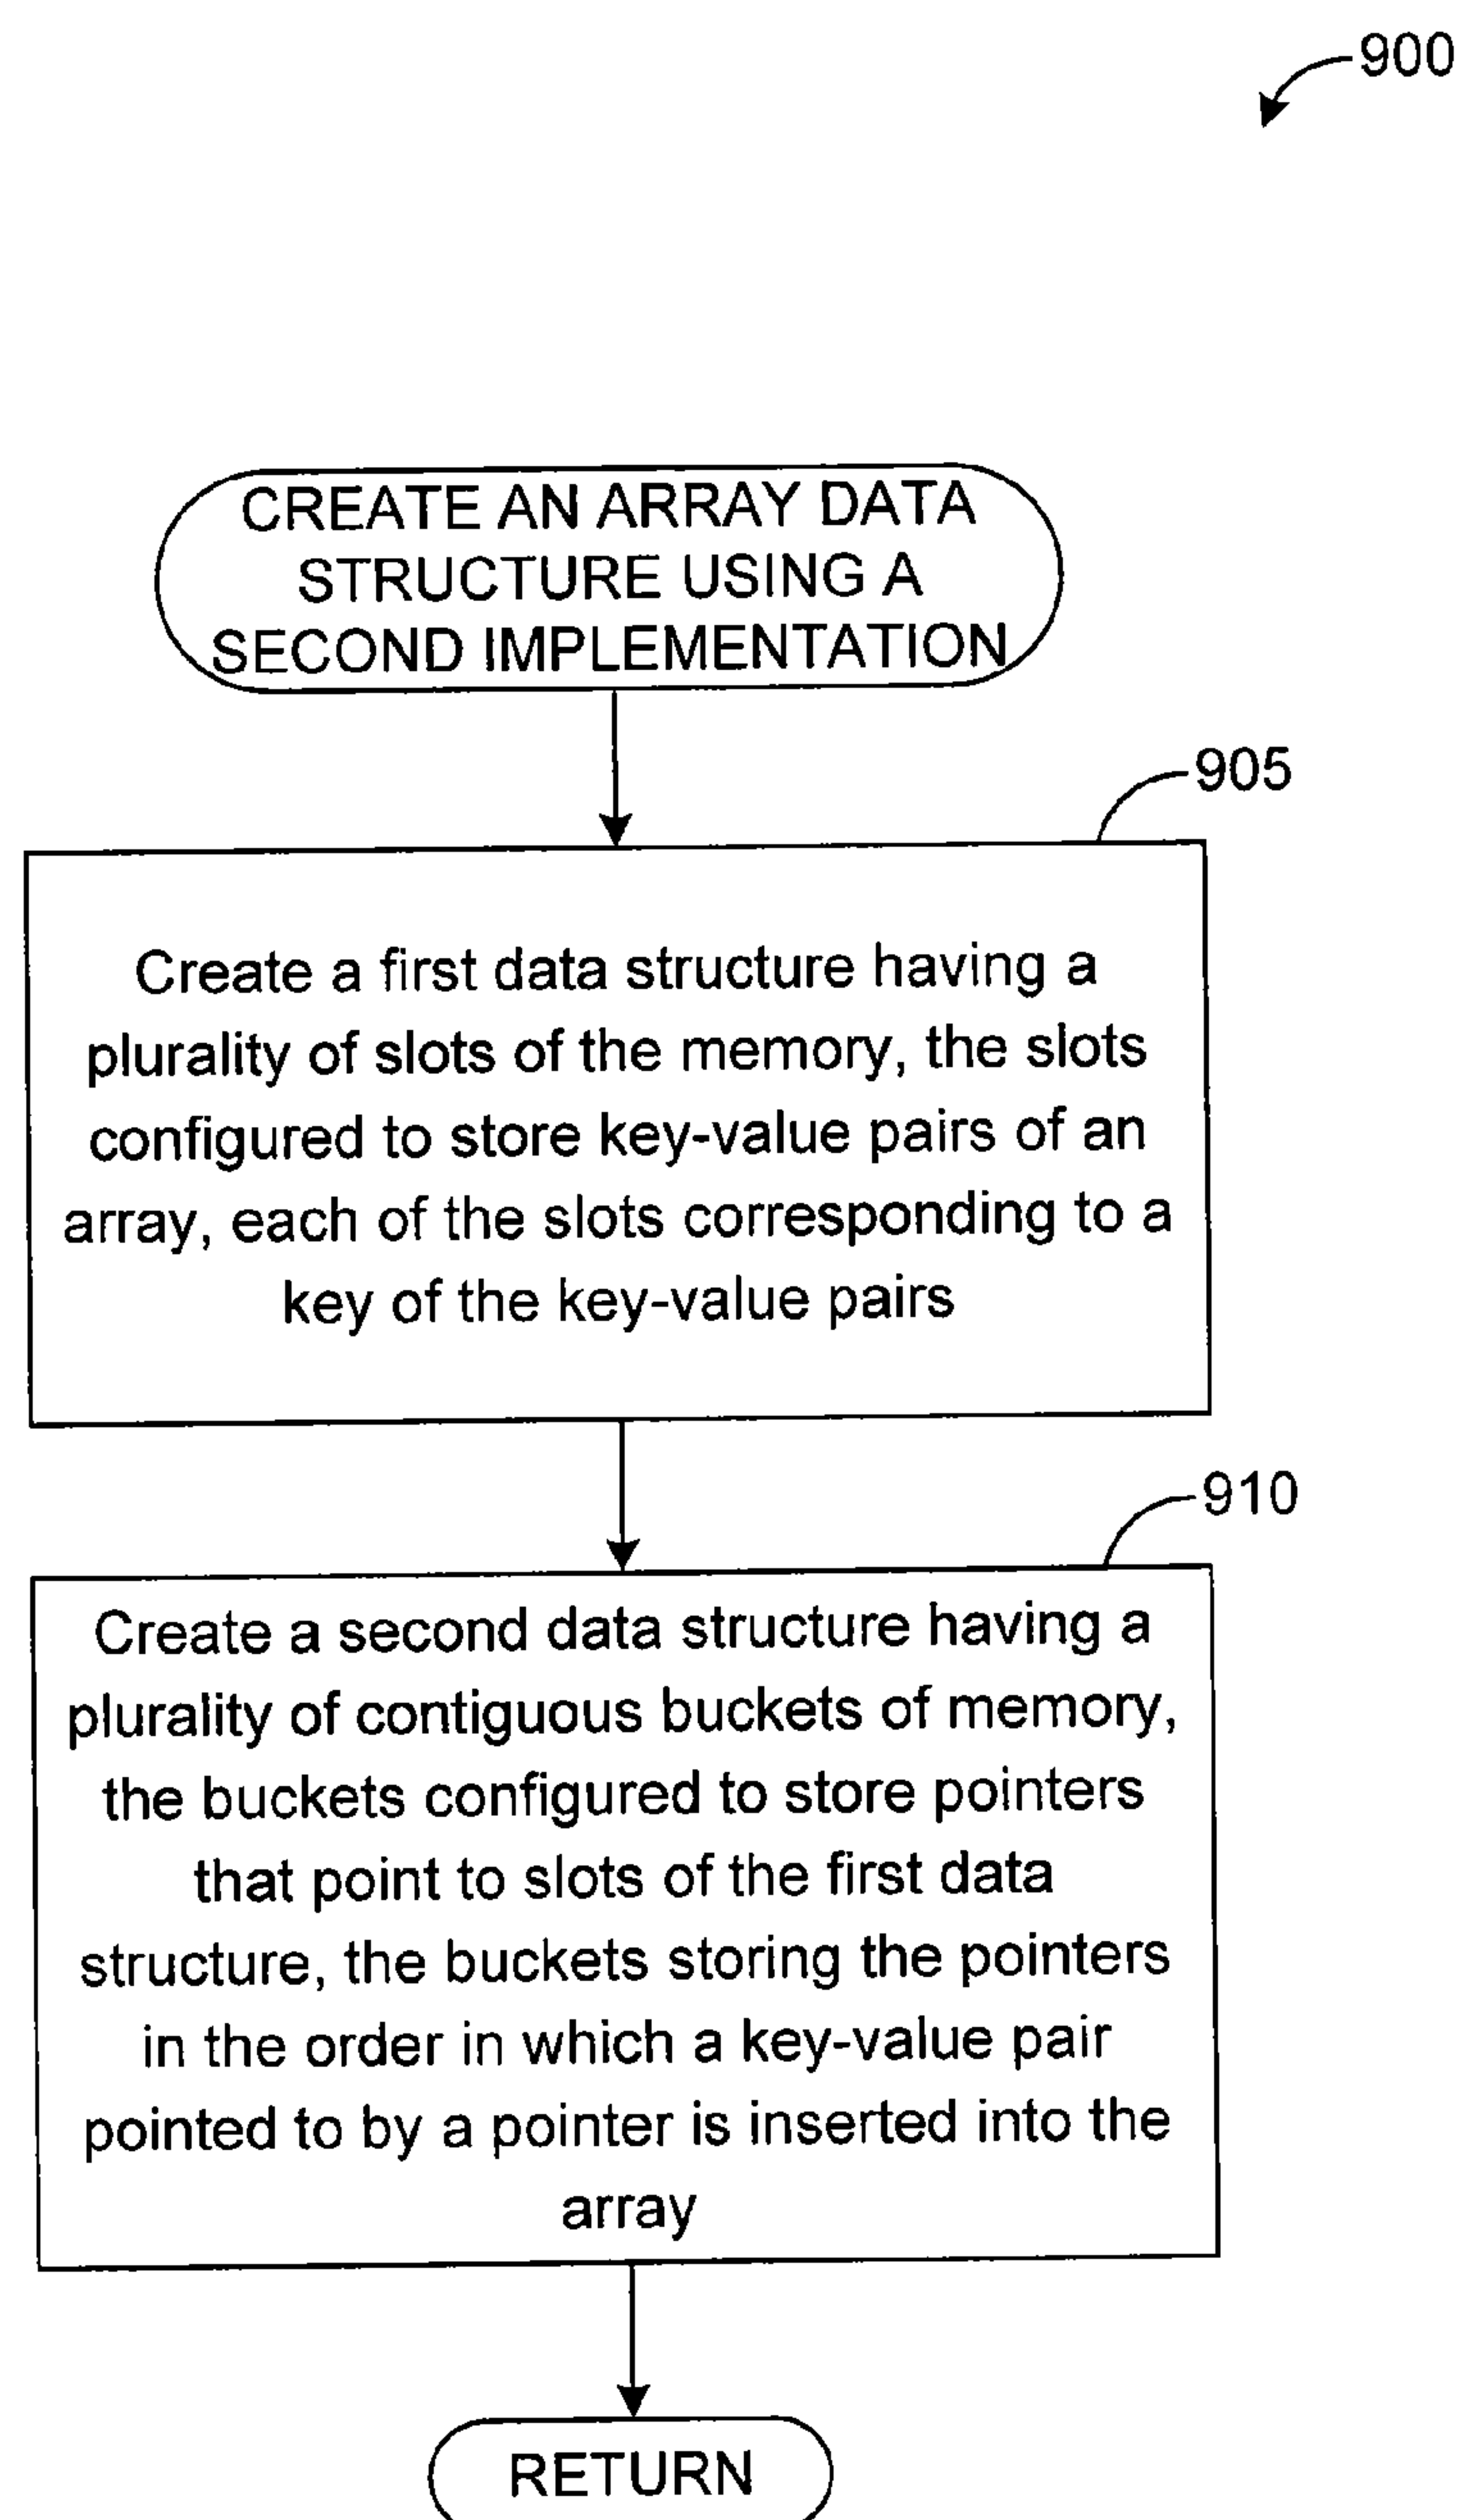 900
CREATE AN ARRAY DATA
STRUCTURE USING A
SECOND IMPLEMENTATION
905
Create a first data structure having a
plurality of slots of the memory, the slots
configured to store key-value pairs of an
array, each of the slots corresponding to a
key of the key-value pairs
910
Create a second data structure having a
plurality of contiguous buckets of memory,
the buckets configured to store pointers
that point to slots of the first data
structure, the buckets storing the pointers
in the order in which a key-value pair
pointed to by a pointer is inserted into the
array
RETURN